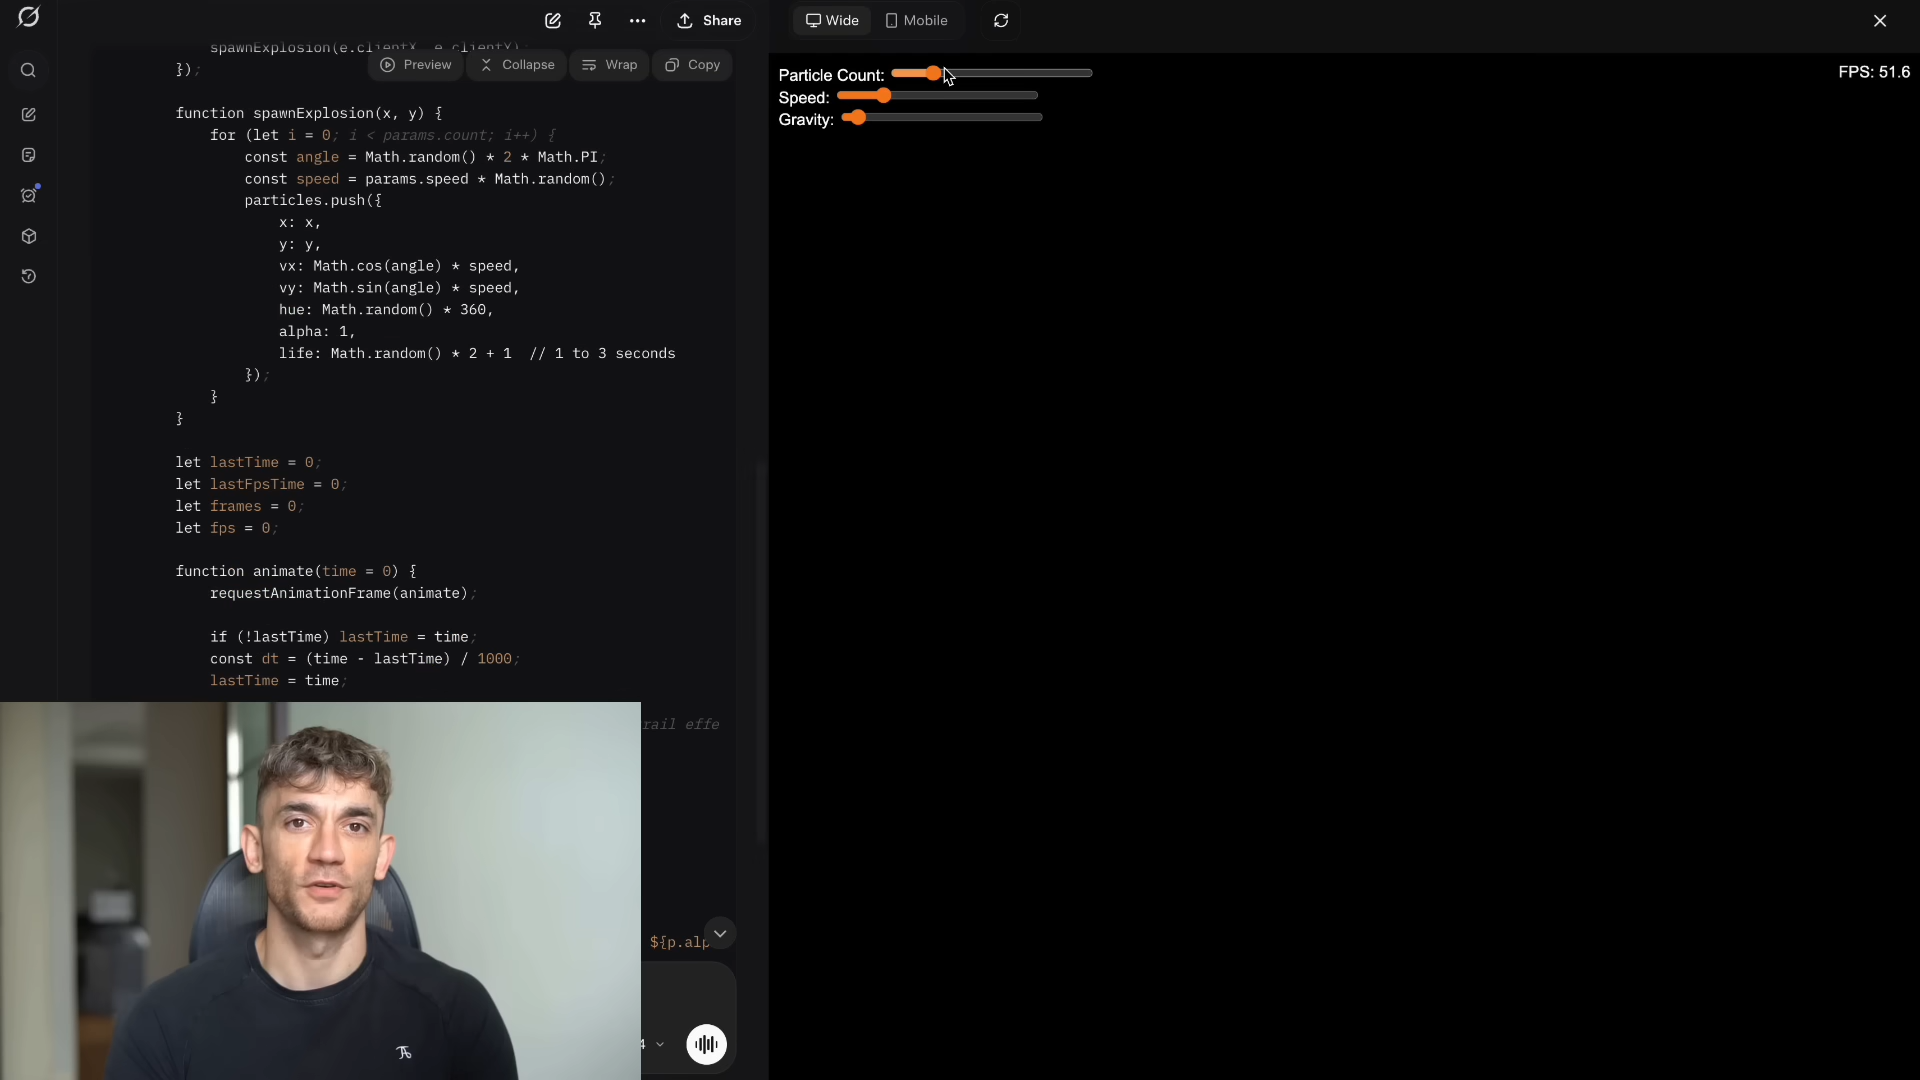 Share
Wide
Mobile
spawnExplosion(e.clientX, e.clientY);
});
Preview
Collapse
Wrap
Copy
function spawnExplosion(x, y) {
for (let i = 0; i < params.count; i++) {
const angle = Math.random() * 2 * Math.PI;
const speed = params.speed * Math.random();
particles.push({
x: x,
y: y,
vx: Math.cos(angle) * speed,
vy: Math.sin(angle) * speed,
hue: Math.random() * 360,
alpha: 1,
life: Math.random() * 2 + 1  // 1 to 3 seconds
});
}
}
let lastTime = 0;
let lastFpsTime = 0;
let frames = 0;
let fps = 0;
function animate(time = 0) {
requestAnimationFrame(animate);
if (!lastTime) lastTime = time;
const dt = (time - lastTime) / 1000;
lastTime = time;
rail effe
${p.alp
4
Particle Count:
Speed:
Gravity:
FPS: 51.6